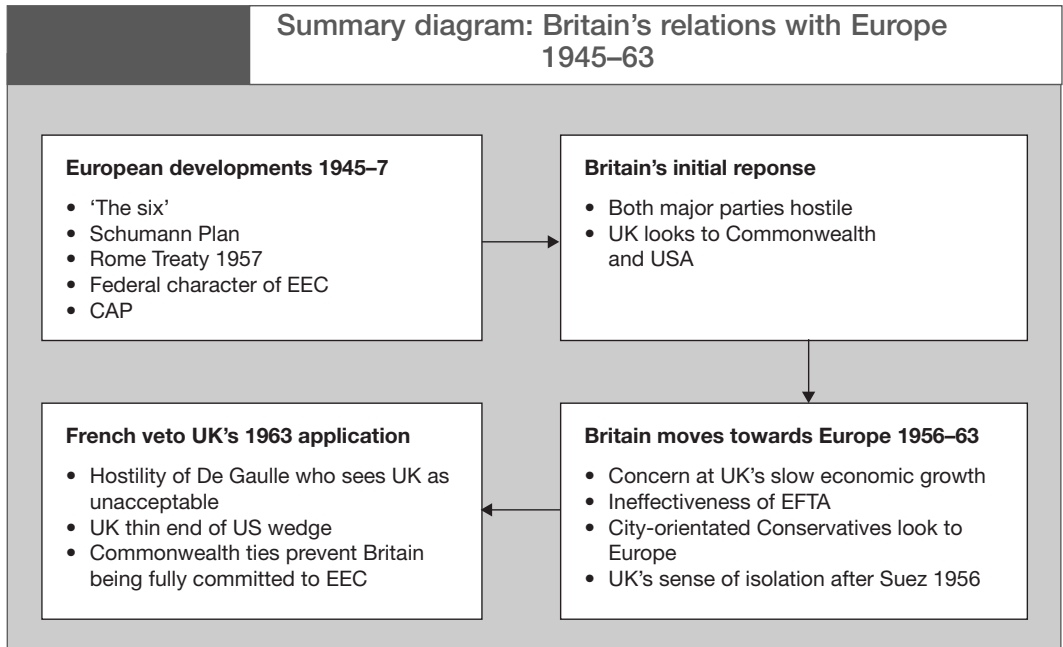 Summary diagram: Britain’s relations with Europe
1945–63
European developments 1945–7
• ‘The six’
• Schumann Plan
• Rome Treaty 1957
• Federal character of EEC
• CAP
Britain’s initial reponse
• Both major parties hostile
• UK looks to Commonwealth
and USA
Britain moves towards Europe 1956–63
• Concern at UK’s slow economic growth
• Ineffectiveness of EFTA
• City-orientated Conservatives look to
Europe
• UK’s sense of isolation after Suez 1956
French veto UK’s 1963 application
• Hostility of De Gaulle who sees UK as
unacceptable
• UK thin end of US wedge
• Commonwealth ties prevent Britain
being fully committed to EEC